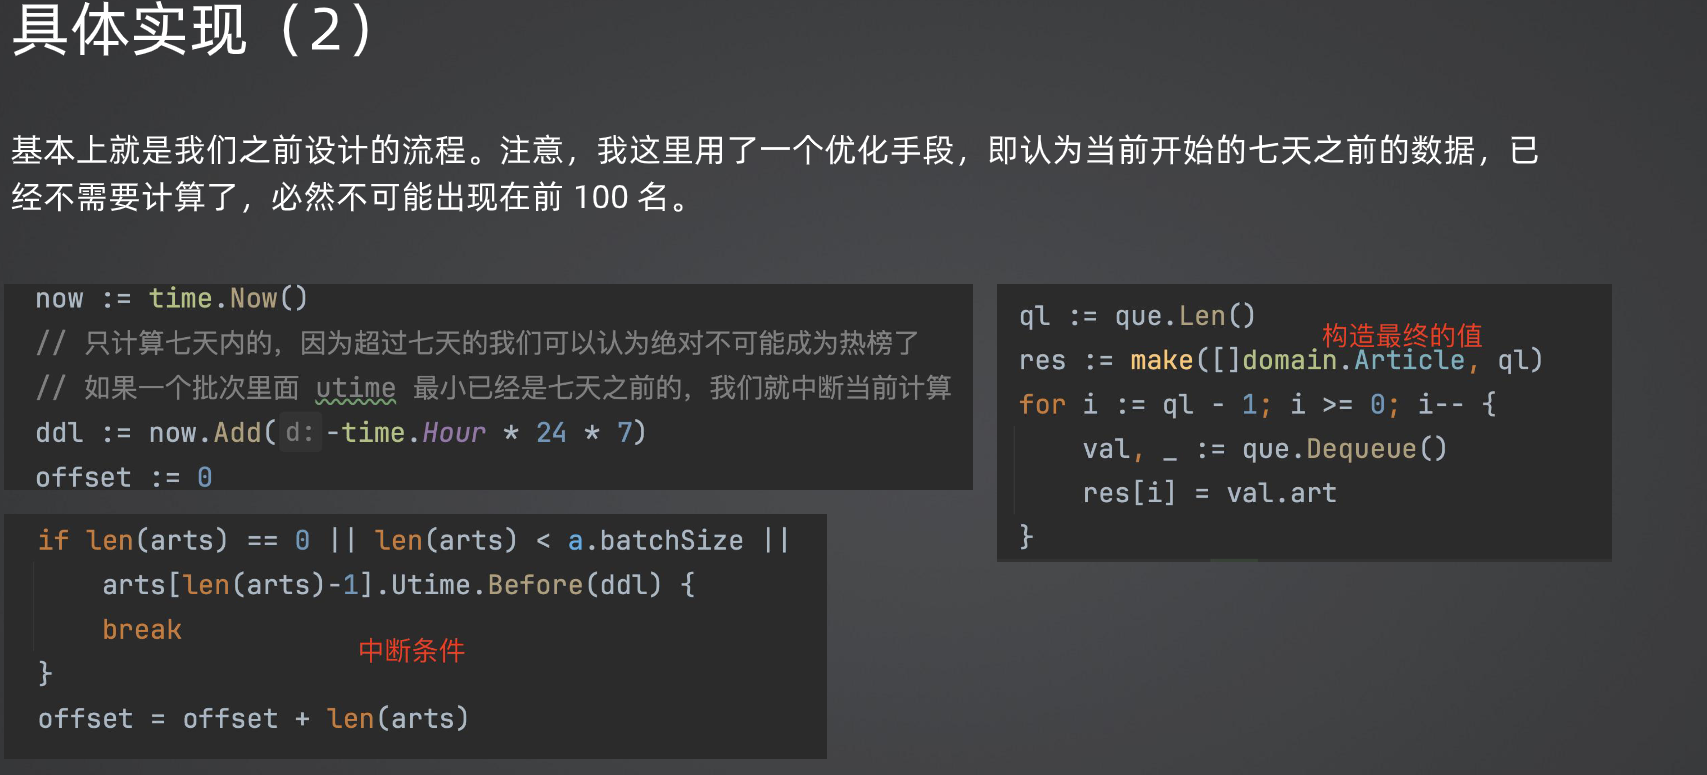 具体实现（2）
基本上就是我们之前设计的流程。注意，我这里用了一个优化手段，即认为当前开始的七天之前的数据，已
经不需要计算了，必然不可能出现在前 100 名。
now := time.Now()
// 只计算七天内的，因为超过七天的我们可以认为绝对不可能成为热榜了
// 如果一个批次里面 utime 最小已经是七天之前的，我们就中断当前计算
ddl := now.Add( d: -time.Hour * 24 * 7)
offset := 0
if len(arts) == 0 || len(arts) < a.batchSize ||
arts[len(arts)-1].Utime.Before(ddl) {
break
中断条件
}
offset = offset + len(arts)
ql := que.Len()
构造最终的值
res := make([]domain.Article, ql)
for i := ql - 1; i >= 0; i-- {
val, _ := que.Dequeue()
res[i] = val.art
}